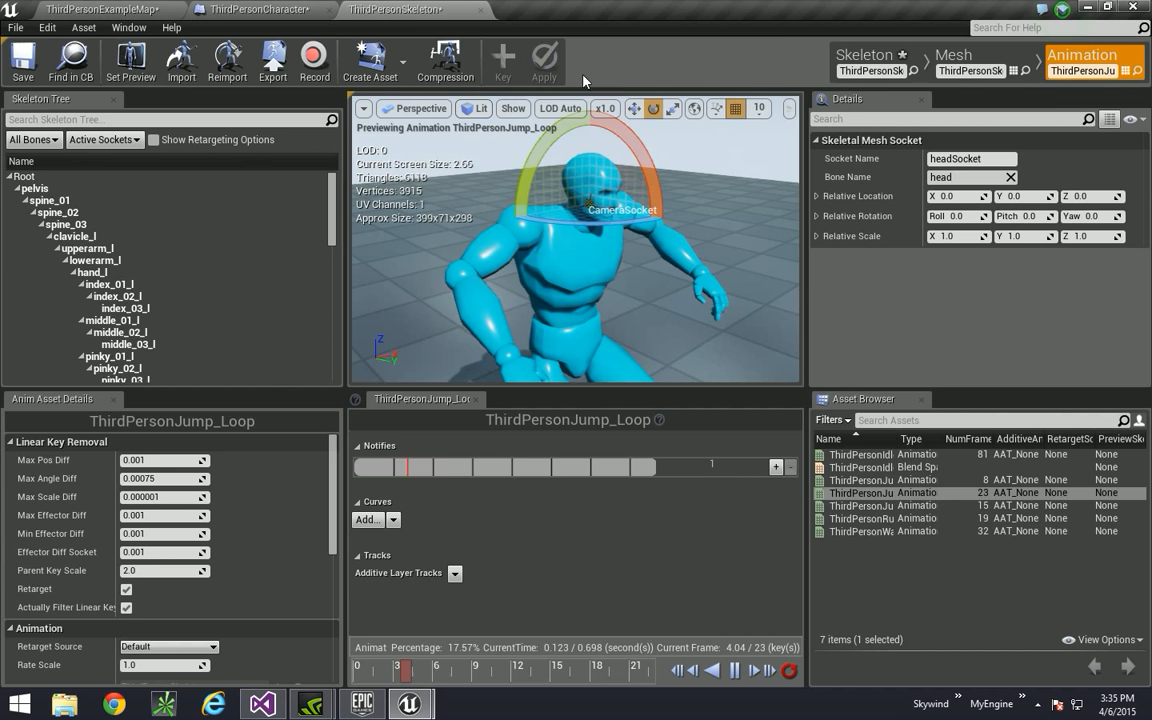 ThirdPersonExampleMap*
ThirdPersonCharacter*
ThirdPersonSkeleton*
File Edit Asset Window Help
Search For Help
Save
Find in CB
Set Preview
Import
Reimport
Export
Record
Create Asset
Compression
Key
Apply
Skeleton *
ThirdPersonSk
Mesh
ThirdPersonSk
Animation
ThirdPersonJu
Skeleton Tree
Search Skeleton Tree...
All Bones
Active Sockets
Show Retargeting Options
Name
Root
pelvis
spine_01
spine_02
spine_03
clavicle_l
upperarm_l
lowerarm_l
hand_l
index_01_l
index_02_l
index_03_l
middle_01_l
middle_02_l
middle_03_l
pinky_01_l
pinky_02_l
pinky_03_l
Perspective Lit Show LOD Auto x1.0 10
Previewing Animation ThirdPersonJump_Loop
LOD: 0
Current Screen Size: 2.66
Triangles: 6118
Vertices: 3915
UV Channels: 1
Approx Size: 399x71x298
CameraSocket
Z
X
Y
Details
Search
Skeletal Mesh Socket
Socket Name headSocket
Bone Name head
Relative Location X 0.0 Y 0.0 Z 0.0
Relative Rotation Roll 0.0 Pitch 0.0 Yaw 0.0
Relative Scale X 1.0 Y 1.0 Z 1.0
Anim Asset Details
ThirdPersonJump_Loop
Linear Key Removal
Max Pos Diff 0.001
Max Angle Diff 0.00075
Max Scale Diff 0.000001
Max Effector Diff 0.001
Min Effector Diff 0.001
Effector Diff Socket 0.001
Parent Key Scale 2.0
Retarget
Actually Filter Linear Key
Animation
Retarget Source Default
Rate Scale 1.0
ThirdPersonJump_Loc
ThirdPersonJump_Loop
Notifies
1
Curves
Add...
Tracks
Additive Layer Tracks
Animat Percentage: 17.57% CurrentTime: 0.123 / 0.698 (second(s)) Current Frame: 4.04 / 23 (key(s))
0 3 6 9 12 15 18 21
Asset Browser
Filters
Search Assets
Name Type NumFrame AdditiveAn RetargetSc PreviewSke
ThirdPersonIdl Animatio 81 AAT_None None None
ThirdPersonIdl Blend Spa None
ThirdPersonJu Animatio 8 AAT_None None None
ThirdPersonJu Animatio 23 AAT_None None None
ThirdPersonJu Animatio 15 AAT_None None None
ThirdPersonRu Animatio 19 AAT_None None None
ThirdPersonWa Animatio 32 AAT_None None None
7 items (1 selected)
View Options
EPIC GAMES
Skywind
MyEngine
3:35 PM
4/6/2015